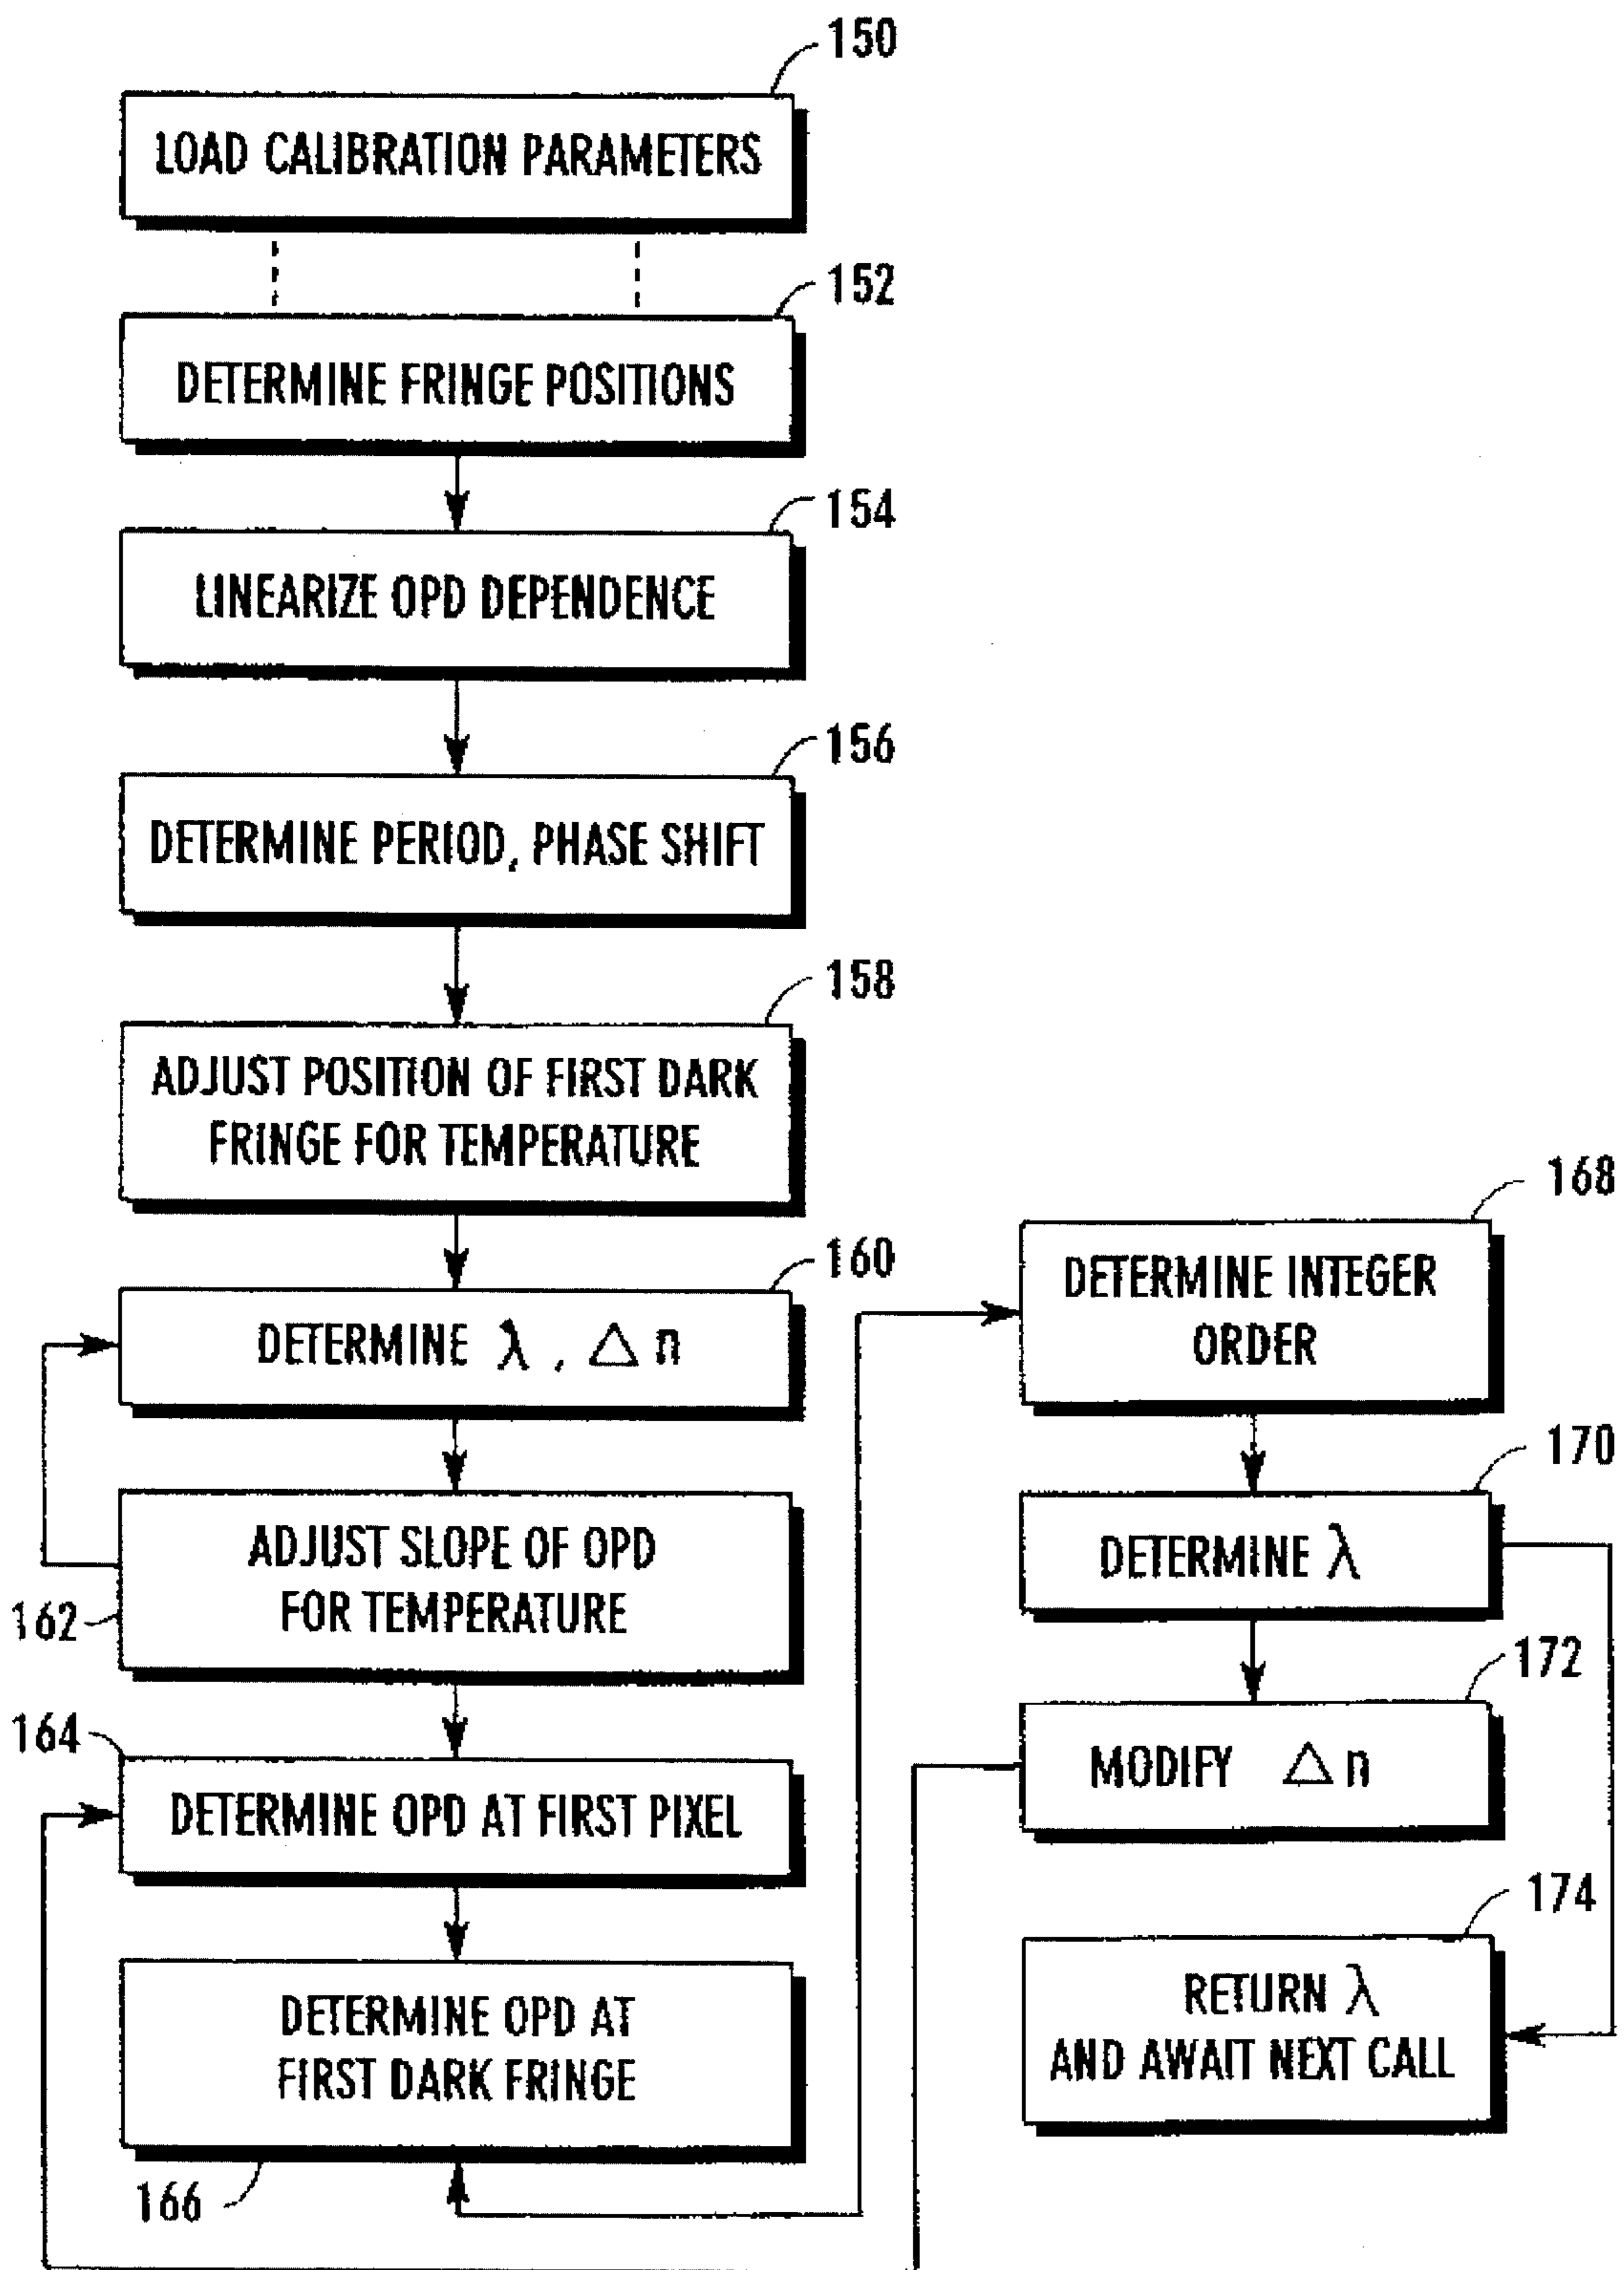 150
LOAD CALIBRATION PARAMETERS
152
DETERMINE FRINGE POSITIONS
154
LINEARIZE OPD DEPENDENCE
156
DETERMINE PERIOD, PHASE SHIFT
158
ADJUST POSITION OF FIRST DARK
FRINGE FOR TEMPERATURE
160
DETERMINE λ , △ n
162
ADJUST SLOPE OF OPD
FOR TEMPERATURE
164
DETERMINE OPD AT FIRST PIXEL
166
DETERMINE OPD AT
FIRST DARK FRINGE
168
DETERMINE INTEGER
ORDER
170
DETERMINE λ
172
MODIFY △ n
174
RETURN λ
AND AWAIT NEXT CALL